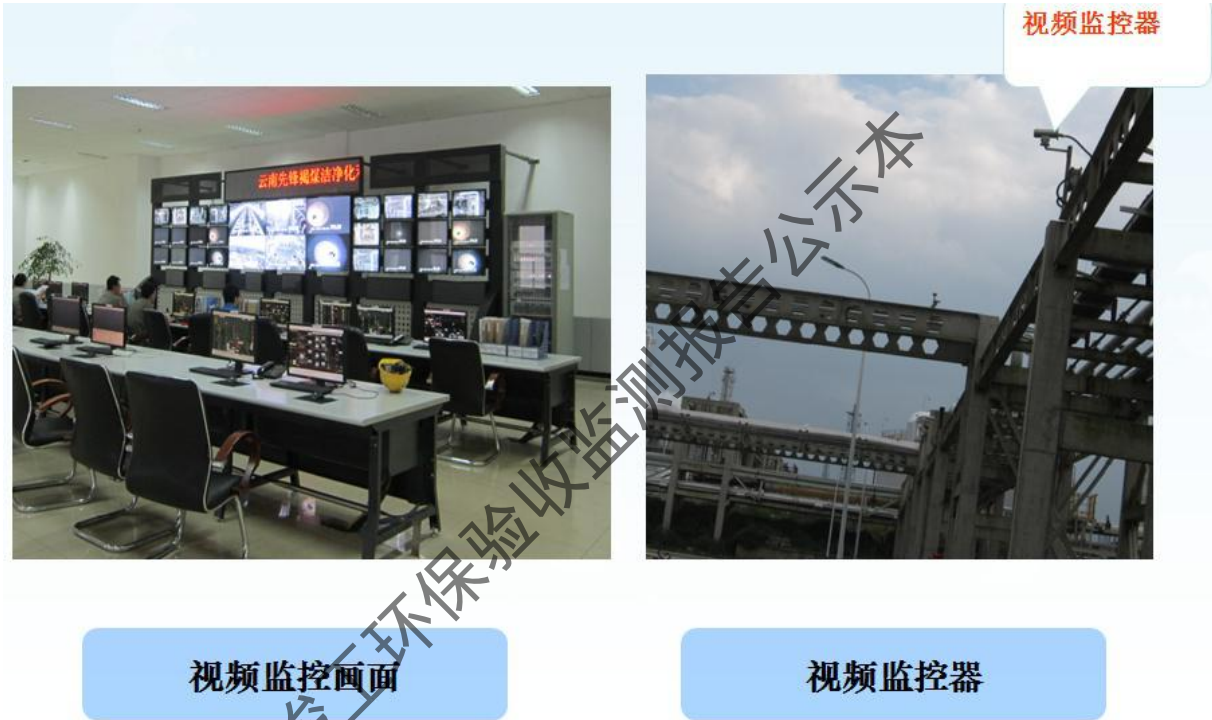 视频监控器
云南先锋褐煤洁净化
工环保验收监测报告公示本
视频监控画面
视频监控器